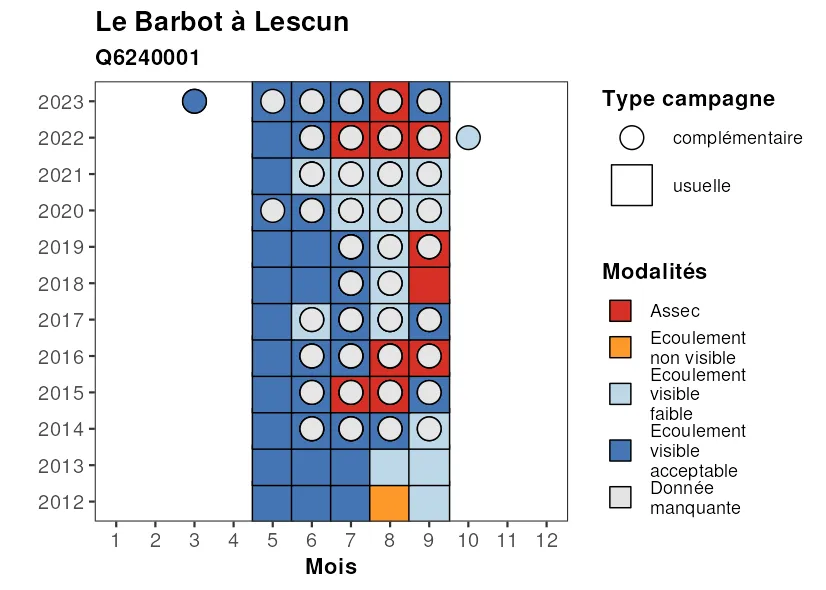 Le Barbot à Lescun
Q6240001
2023
2022
2021
2020
2019
2018
2017
2016
2015
2014
2013
2012
1 2 3 4 5 6 7 8 9 10 11 12
Mois
Type campagne
complémentaire
usuelle
Modalités
Assec
Ecoulement
non visible
Ecoulement
visible
faible
Ecoulement
visible
acceptable
Donnée
manquante